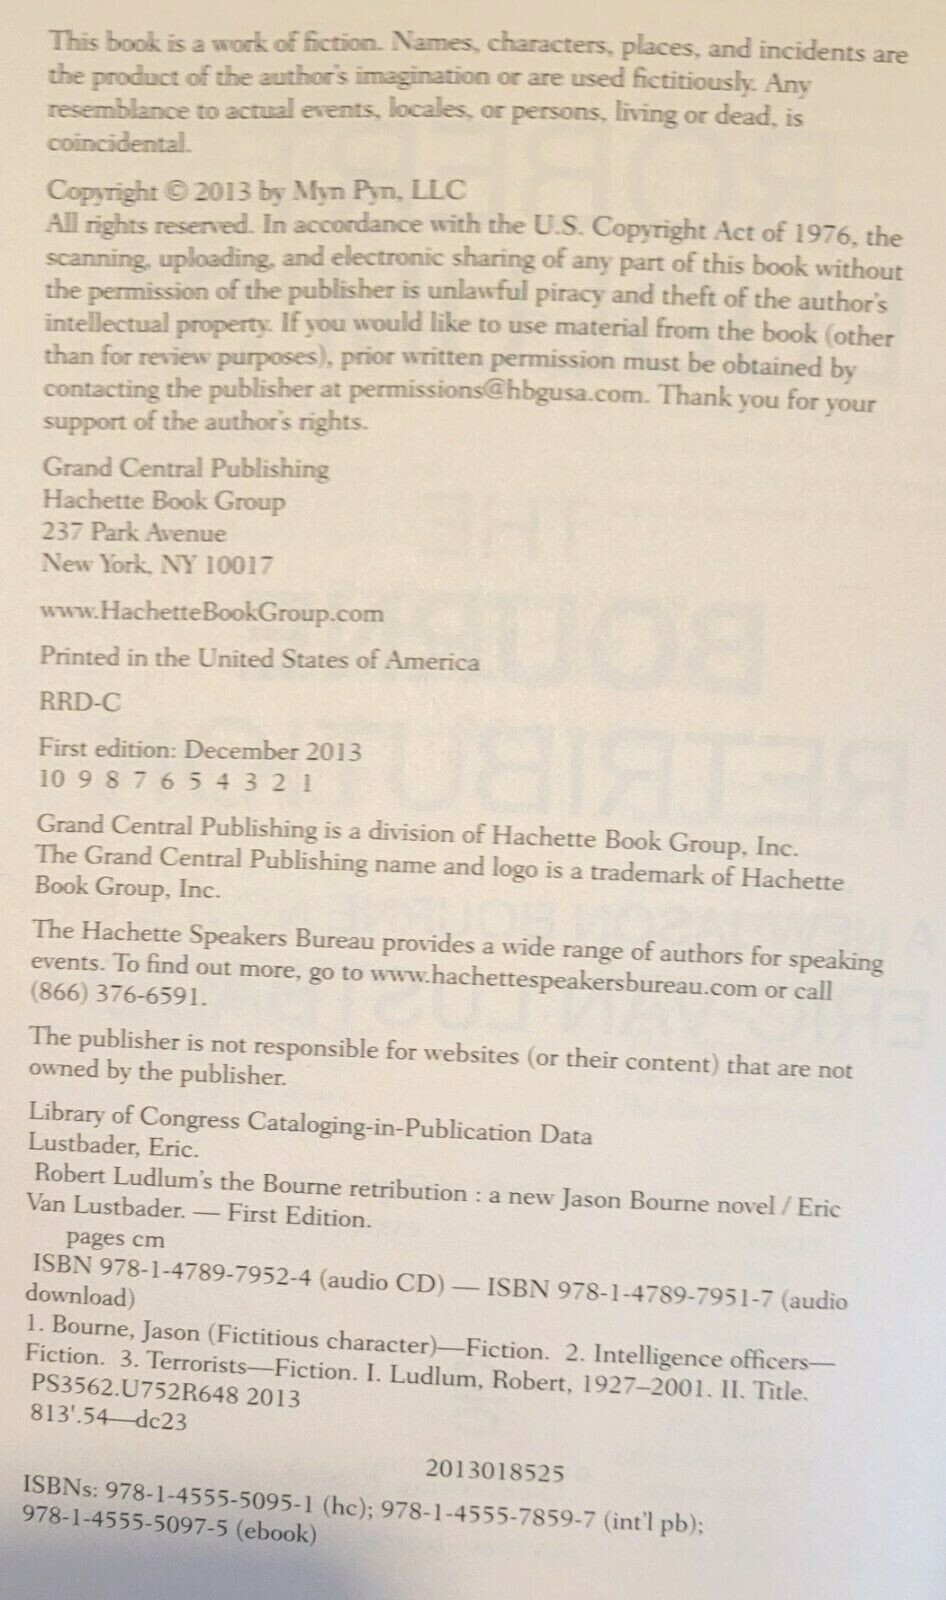 This book is a work of fiction. Names, characters, places, and incidents are
the product of the author's imagination or are used fictitiously. Any
resemblance to actual events, locales, or persons, living or dead, is
coincidental.
Copyright © 2013 by Myn Pyn, LLC
All rights reserved. In accordance with the U.S. Copyright Act of 1976, the
scanning, uploading, and electronic sharing of any part of this book without
the permission of the publisher is unlawful piracy and theft of the author's
intellectual property. If you would like to use material from the book (other
than for review purposes), prior written permission must be obtained by
contacting the publisher at permissions@hbgusa.com. Thank you for your
support of the author's rights.
Grand Central Publishing
Hachette Book Group
237 Park Avenue
New York, NY 10017
www.HachetteBookGroup.com
Printed in the United States of America
RRD-C
First edition: December 2013
10 9 8 7 6 5 4 3 2 1
Grand Central Publishing is a division of Hachette Book Group, Inc.
The Grand Central Publishing name and logo is a trademark of Hachette
Book Group, Inc.
The Hachette Speakers Bureau provides a wide range of authors for speaking
events. To find out more, go to www.hachettespeakersbureau.com or call
(866) 376-6591.
The publisher is not responsible for websites (or their content) that are not
owned by the publisher.
Library of Congress Cataloging-in-Publication Data
Lustbader, Eric.
Robert Ludlum's the Bourne retribution : a new Jason Bourne novel / Eric
Van Lustbader. — First Edition.
pages cm
ISBN 978-1-4789-7952-4 (audio CD) — ISBN 978-1-4789-7951-7 (audio
download)
1. Bourne, Jason (Fictitious character)—Fiction. 2. Intelligence officers—
Fiction. 3. Terrorists—Fiction. I. Ludlum, Robert, 1927–2001. II. Title.
PS3562.U752R648 2013
813'.54—dc23
2013018525
ISBNs: 978-1-4555-5095-1 (hc); 978-1-4555-7859-7 (int'l pb);
978-1-4555-5097-5 (ebook)